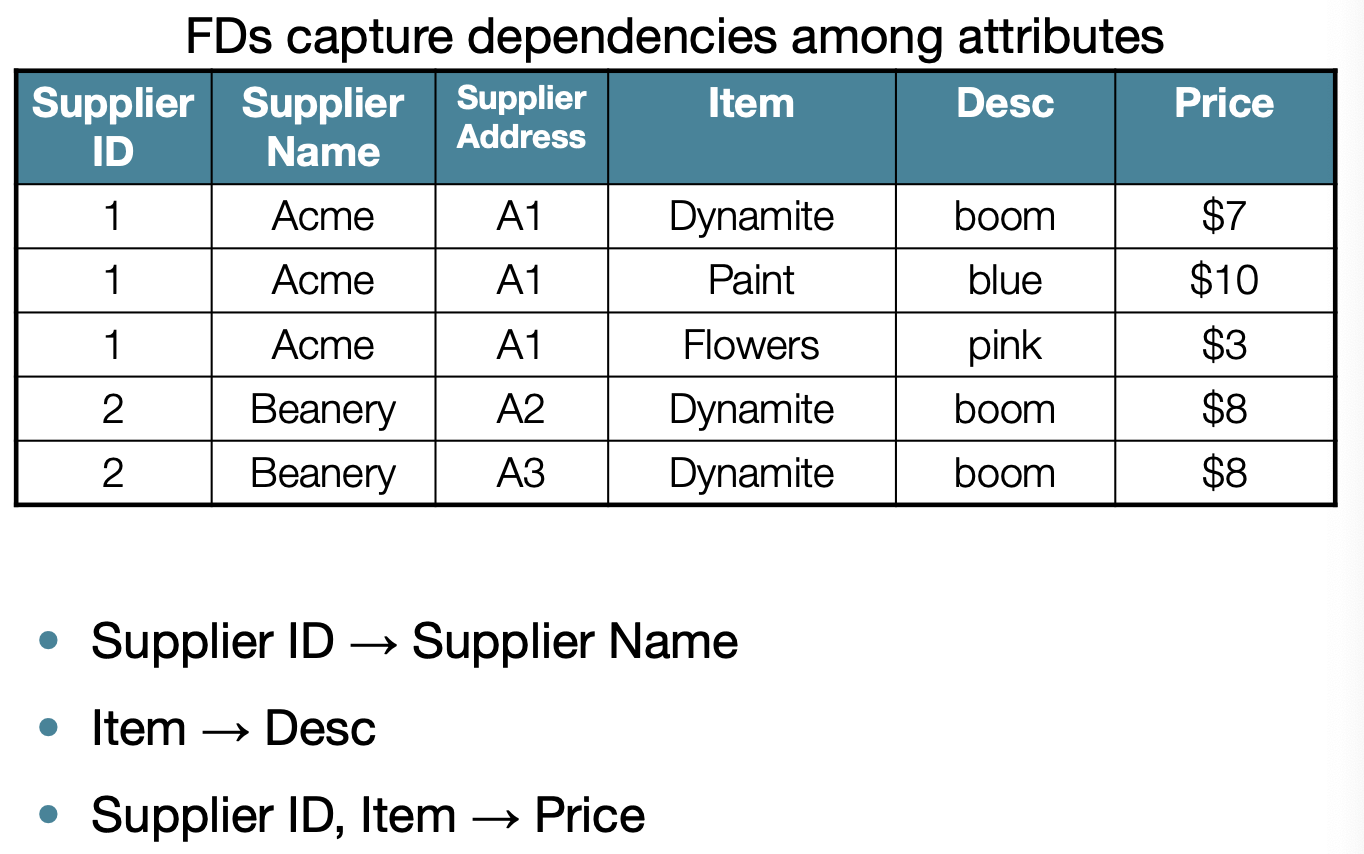 FDs capture dependencies among attributes
Supplier ID Supplier Name Supplier Address Item Desc Price
1 Acme A1 Dynamite boom $7
1 Acme A1 Paint blue $10
1 Acme A1 Flowers pink $3
2 Beanery A2 Dynamite boom $8
2 Beanery A3 Dynamite boom $8
• Supplier ID → Supplier Name
• Item → Desc
• Supplier ID, Item → Price